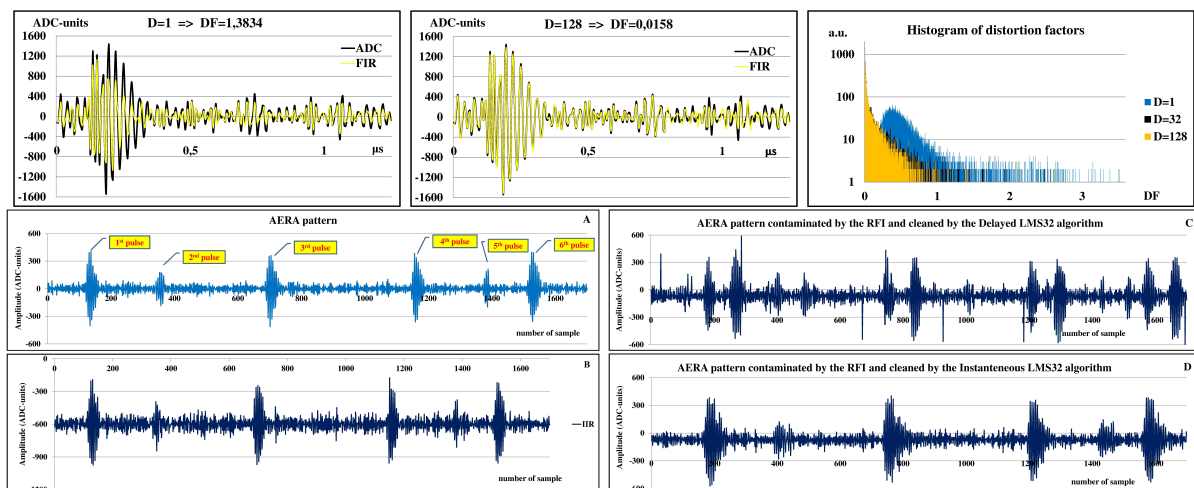 ADC-units D=1 => DF=1,3834
1600
1200
800
400
0
-400
-800
-1200
-1600
ADC
FIR
0 0,5 1 µs
ADC-units D=128 => DF=0,0158
1600
1200
800
400
0
-400
-800
-1200
-1600
ADC
FIR
0 0,5 1 µs
Histogram of distortion factors
a.u.
1000
100
10
1
D=1
D=32
D=128
0 1 2 3 DF
AERA pattern A
600
300
0
-300
-600
Amplitude (ADC-units)
1st pulse
2nd pulse
3rd pulse
4th pulse
5th pulse
6th pulse
0 200 400 600 800 1000 1200 1400 1600
number of sample
AERA pattern contaminated by the RFI and cleaned by the Delayed LMS32 algorithm C
600
300
0
-300
-600
Amplitude (ADC-units)
0 200 400 600 800 1000 1200 1400 1600
number of sample
0 200 400 600 800 1000 1200 1400 1600
0
-300
-600
-900
-1200
Amplitude (ADC-units)
B
IIR
number of sample
AERA pattern contaminated by the RFI and cleaned by the Instantaneous LMS32 algorithm D
600
300
0
-300
-600
Amplitude (ADC-units)
0 200 400 600 800 1000 1200 1400 1600
number of sample